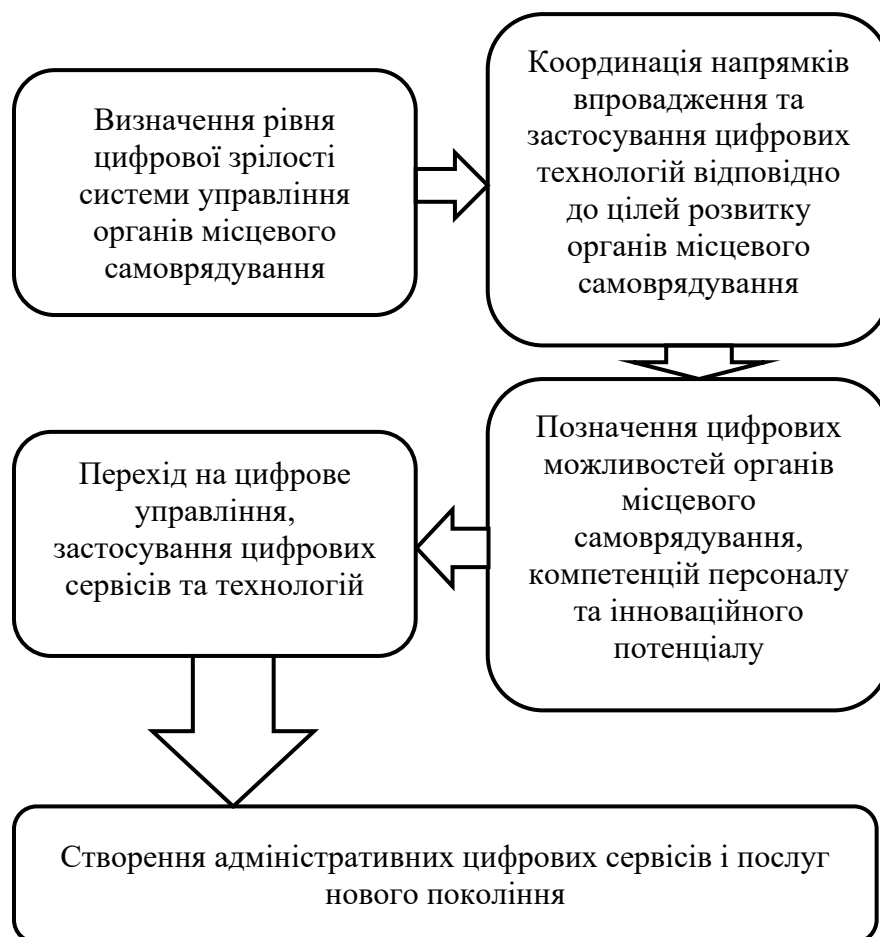 Визначення рівня
цифрової зрілості
системи управління
органів місцевого
самоврядування
Координація напрямків
впровадження та
застосування цифрових
технологій відповідно
до цілей розвитку
органів місцевого
самоврядування
Позначення цифрових
можливостей органів
місцевого
самоврядування,
компетенцій персоналу
та інноваційного
потенціалу
Перехід на цифрове
управління,
застосування цифрових
сервісів та технологій
Створення адміністративних цифрових сервісів і послуг
нового покоління